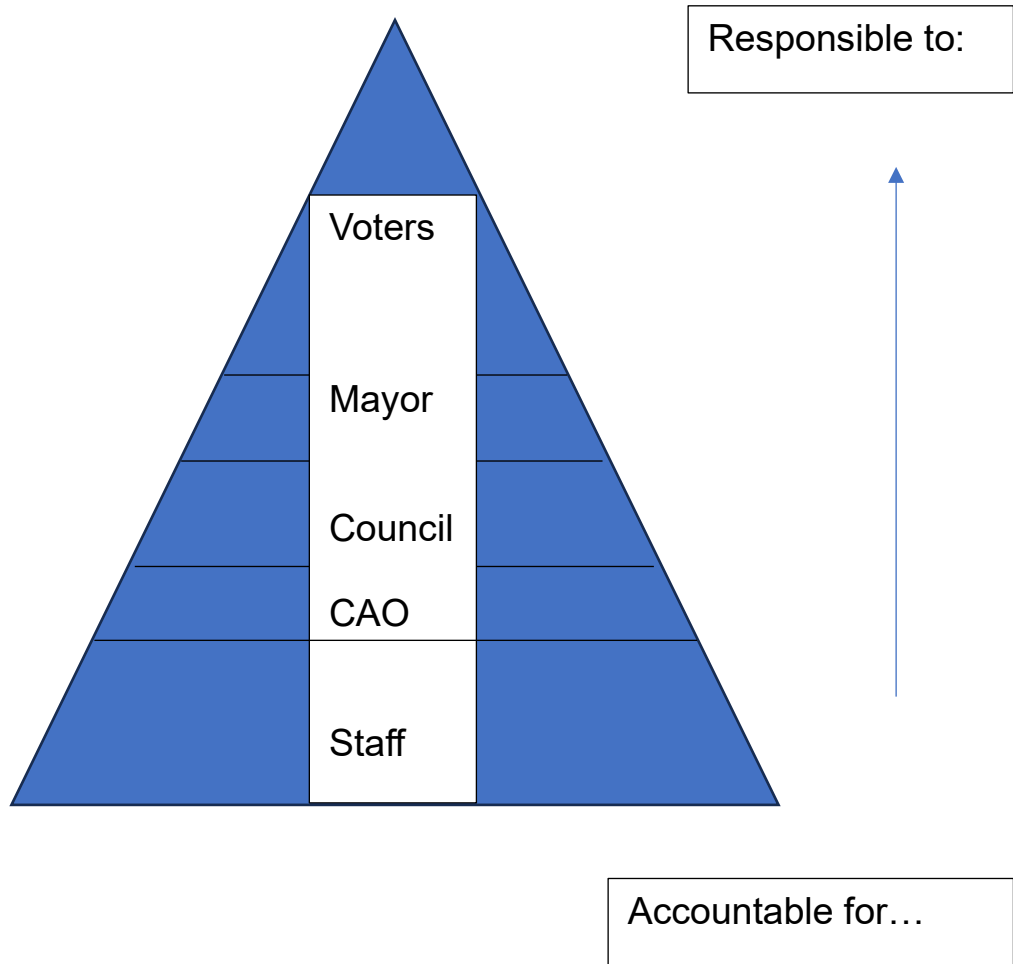 Responsible to:
Voters
Mayor
Council
CAO
Staff
Accountable for…